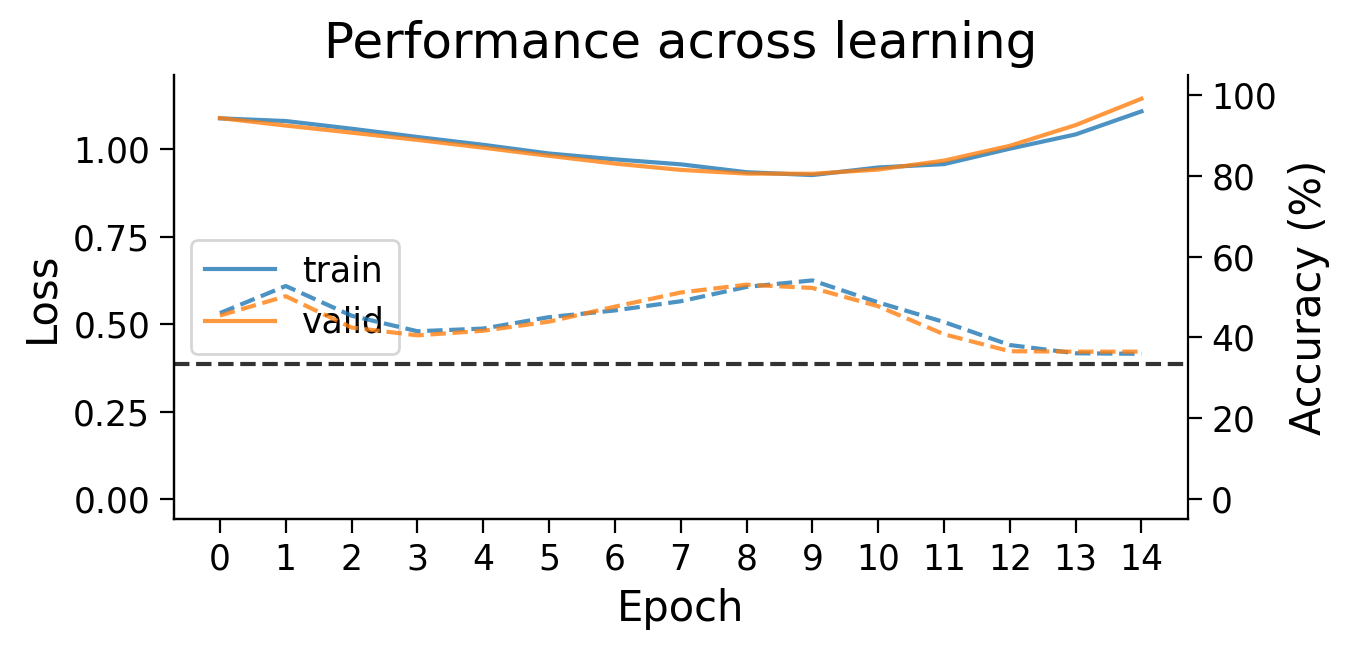 Performance across learning
Loss
1.00
0.75
0.50
0.25
0.00
train
valid
100
80
60
40
20
0
Accuracy (%)
0 1 2 3 4 5 6 7 8 9 10 11 12 13 14
Epoch